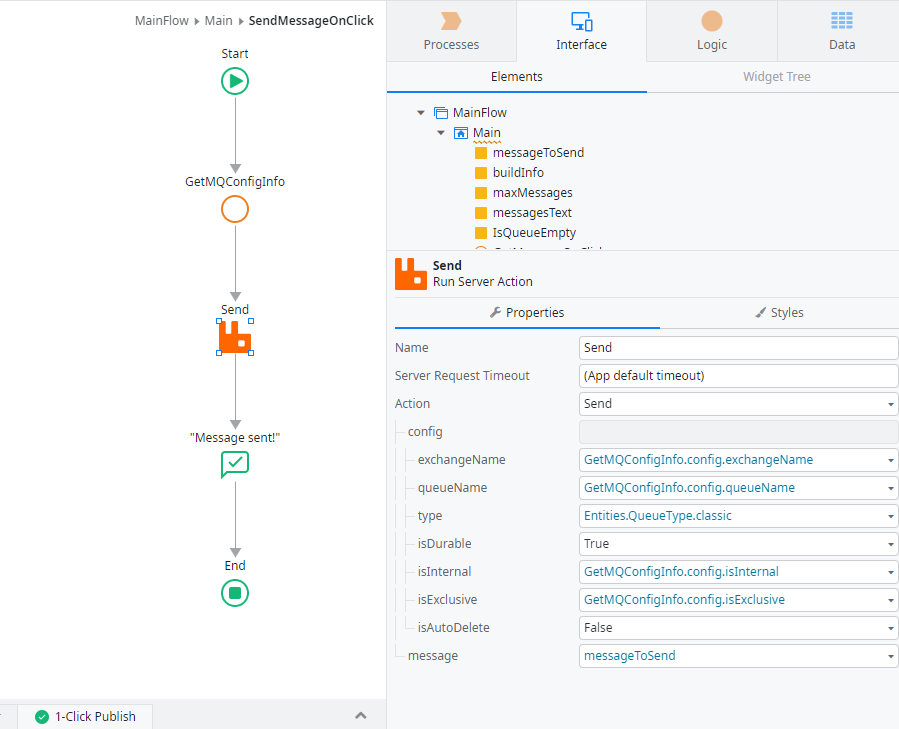 MainFlow Main SendMessageOnClick
Start
GetMQConfigInfo
Send
"Message sent!"
End
1-Click Publish
Processes
Interface
Logic
Data
Elements
Widget Tree
MainFlow
Main
messageToSend
buildInfo
maxMessages
messagesText
IsQueueEmpty
Send
Run Server Action
Properties
Styles
Name Send
Server Request Timeout (App default timeout)
Action Send
config
exchangeName GetMQConfigInfo.config.exchangeName
queueName GetMQConfigInfo.config.queueName
type Entities.QueueType.classic
isDurable True
isInternal GetMQConfigInfo.config.isInternal
isExclusive GetMQConfigInfo.config.isExclusive
isAutoDelete False
message messageToSend